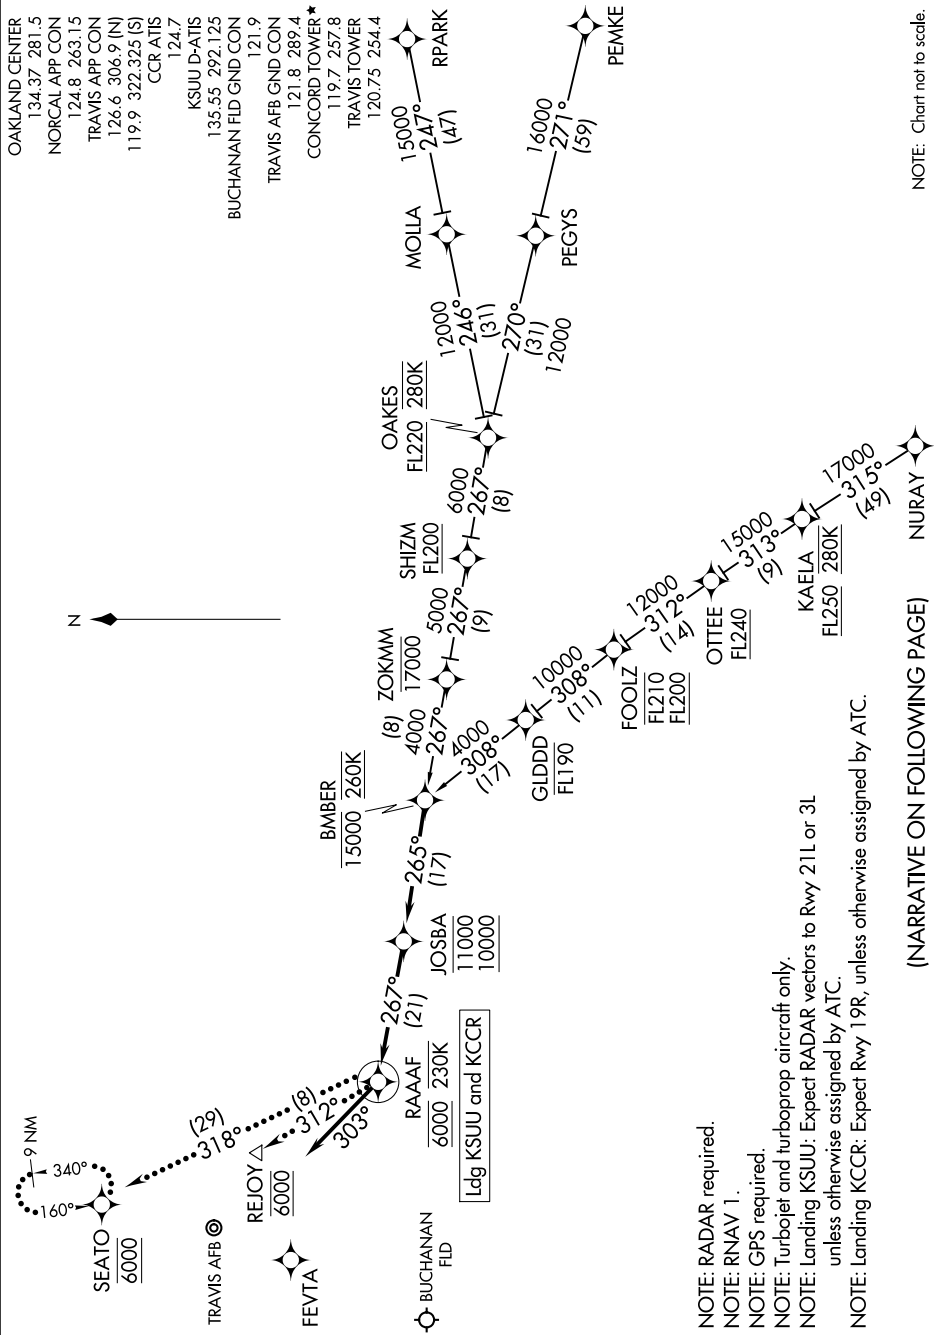 OAKLAND CENTER
134.37 281.5
NORCAL APP CON
124.8 263.15
TRAVIS APP CON
126.6 306.9 (N)
119.9 322.325 (S)
CCR ATIS
124.7
KSUU D-ATIS
135.55 292.125
BUCHANAN FLD GND CON
121.9
TRAVIS AFB GND CON
121.8 289.4
CONCORD TOWER★
119.7 257.8
TRAVIS TOWER
120.75 254.4
RPARK
15000
247°
(47)
MOLLA
12000
246°
(31)
PEMKE
16000
271°
(59)
PEGYS
270°
(31)
12000
OAKES
FL220 280K
6000
267°
(8)
SHIZM
FL200
5000
267°
(9)
ZOKMM
17000
(8)
4000
267°
BMBER
15000 260K
NURAY
17000
315°
(49)
KAELA
FL250 280K
15000
313°
(9)
OTTEE
FL240
12000
312°
(14)
FOOLZ
FL210
FL200
10000
308°
(11)
GLDDD
FL190
4000
308°
(17)
265°
(17)
JOSBA
11000
10000
267°
(21)
RAAAF
6000 230K
Ldg KSUU and KCCR
303°
(8)
312°
(29)
318°
REJOY
6000
9 NM
340°
160°
SEATO
6000
TRAVIS AFB
FEVTA
BUCHANAN
FLD
N
NOTE: RADAR required.
NOTE: RNAV 1.
NOTE: GPS required.
NOTE: Turbojet and turboprop aircraft only.
NOTE: Landing KSUU: Expect RADAR vectors to Rwy 21L or 3L
unless otherwise assigned by ATC.
NOTE: Landing KCCR: Expect Rwy 19R, unless otherwise assigned by ATC.
(NARRATIVE ON FOLLOWING PAGE)
NOTE: Chart not to scale.